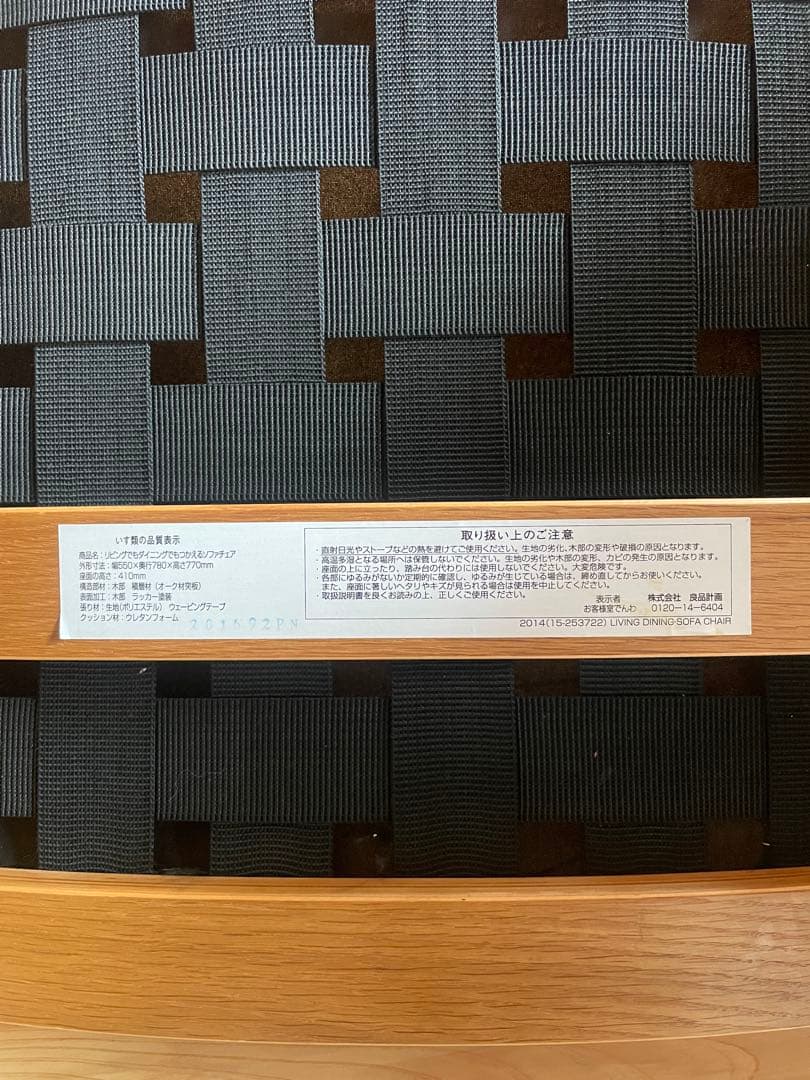 いす類の品質表示
商品名：リビングでもダイニングでもつかえるソファチェア
外形寸法：幅550×奥行780×高さ770mm
座面の高さ：410mm
構造部材：木部　積層材（オーク材突板）
表面加工：木部　ラッカー塗装
張り材：生地（ポリエステル）　ウェービングテープ
クッション材：ウレタンフォーム
取り扱い上のご注意
・直射日光やストーブなどの熱を避けてご使用ください。生地の劣化、木部の変形や破損の原因となります。
・高温多湿となる場所へは保管しないでください。生地の劣化や木部の変形、カビの発生の原因となります。
・座面の上に立ったり、踏み台の代わりには使用しないでください。大変危険です。
・各部にゆるみがないか定期的に確認し、ゆるみが生じている場合は、締め直してからお使いください。
また、座面に著しいヘタリやキズが見られる場合は使用を中止してください。
・取扱説明書を良くお読みの上、正しくご使用ください。
表示者　株式会社　良品計画
お客様室でんわ　0120-14-6404
2014(15-253722) LIVING DINING-SOFA CHAIR